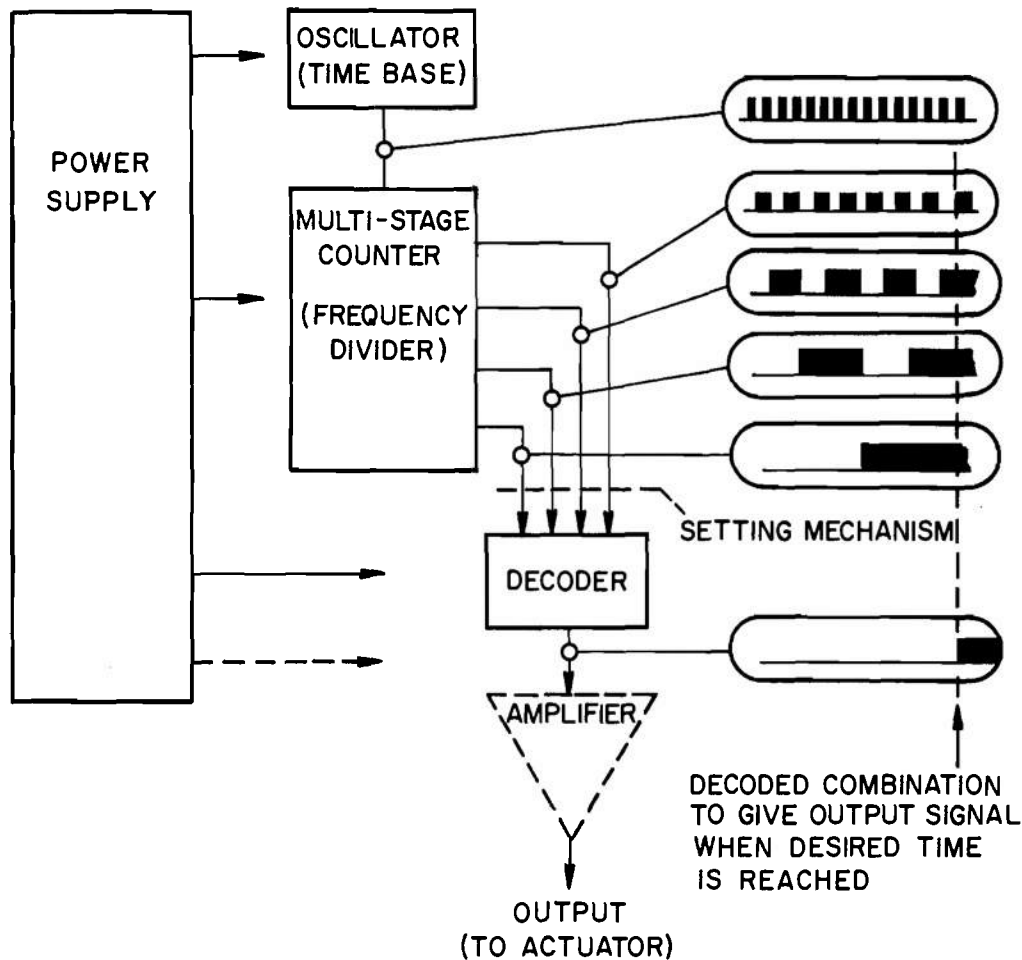 OSCILLATOR
(TIME BASE)
POWER
SUPPLY
MULTI-STAGE
COUNTER
(FREQUENCY
DIVIDER)
SETTING MECHANISM
DECODER
AMPLIFIER
DECODED COMBINATION
TO GIVE OUTPUT SIGNAL
WHEN DESIRED TIME
IS REACHED
OUTPUT
(TO ACTUATOR)